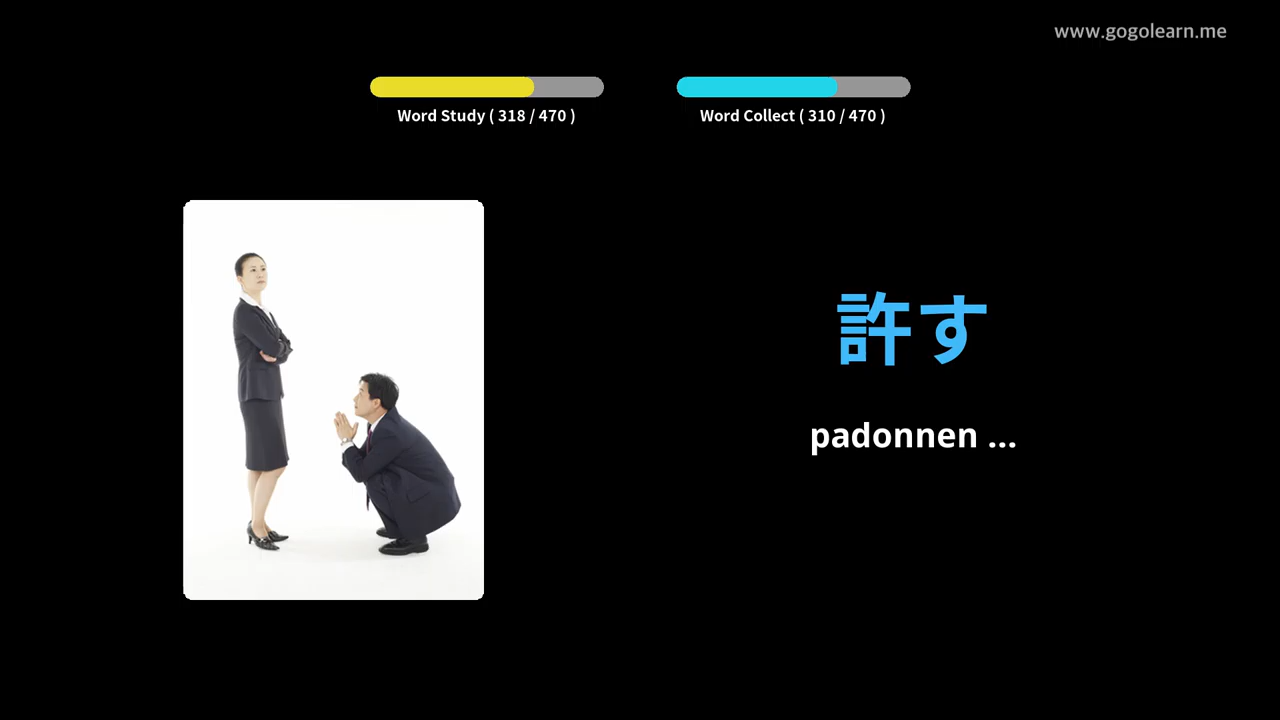 www.gogolearn.me
Word Study ( 318 / 470 )
Word Collect ( 310 / 470 )
許す
padonnen ...